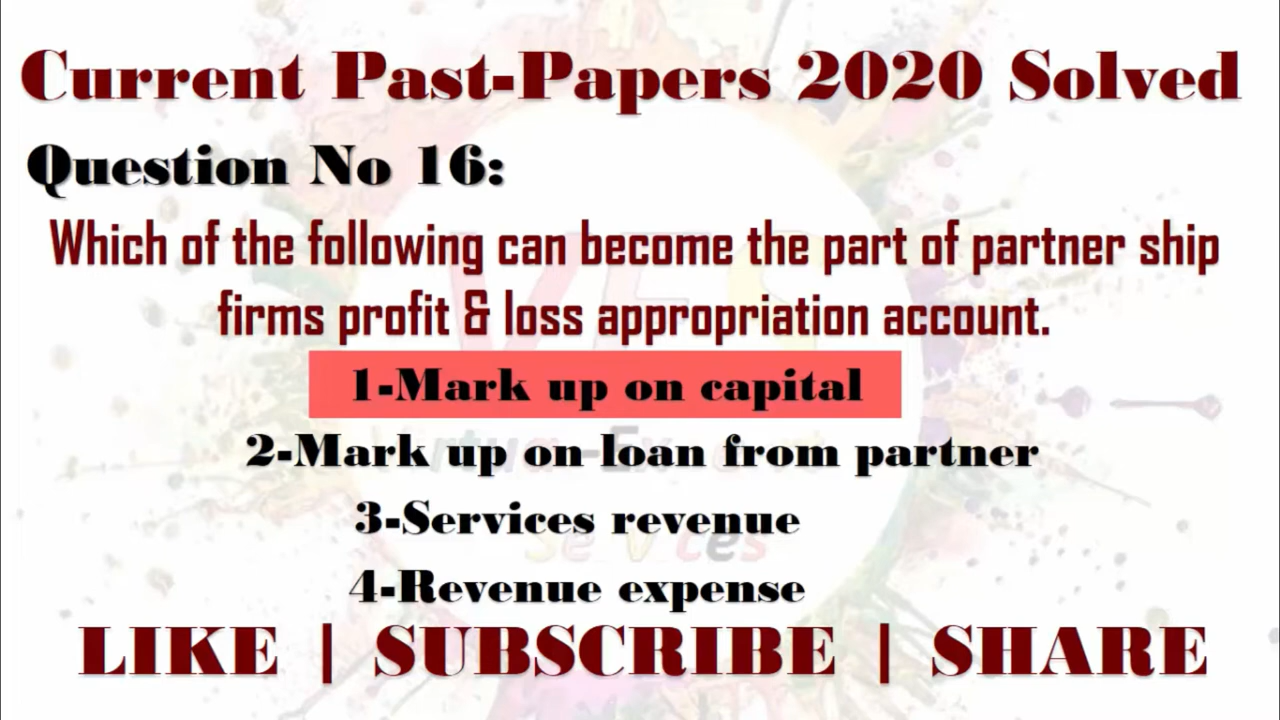 Current Past-Papers 2020 Solved
Question No 16:
Which of the following can become the part of partner ship
firms profit & loss appropriation account.
1-Mark up on capital
2-Mark up on loan from partner
3-Services revenue
4-Revenue expense
LIKE | SUBSCRIBE | SHARE